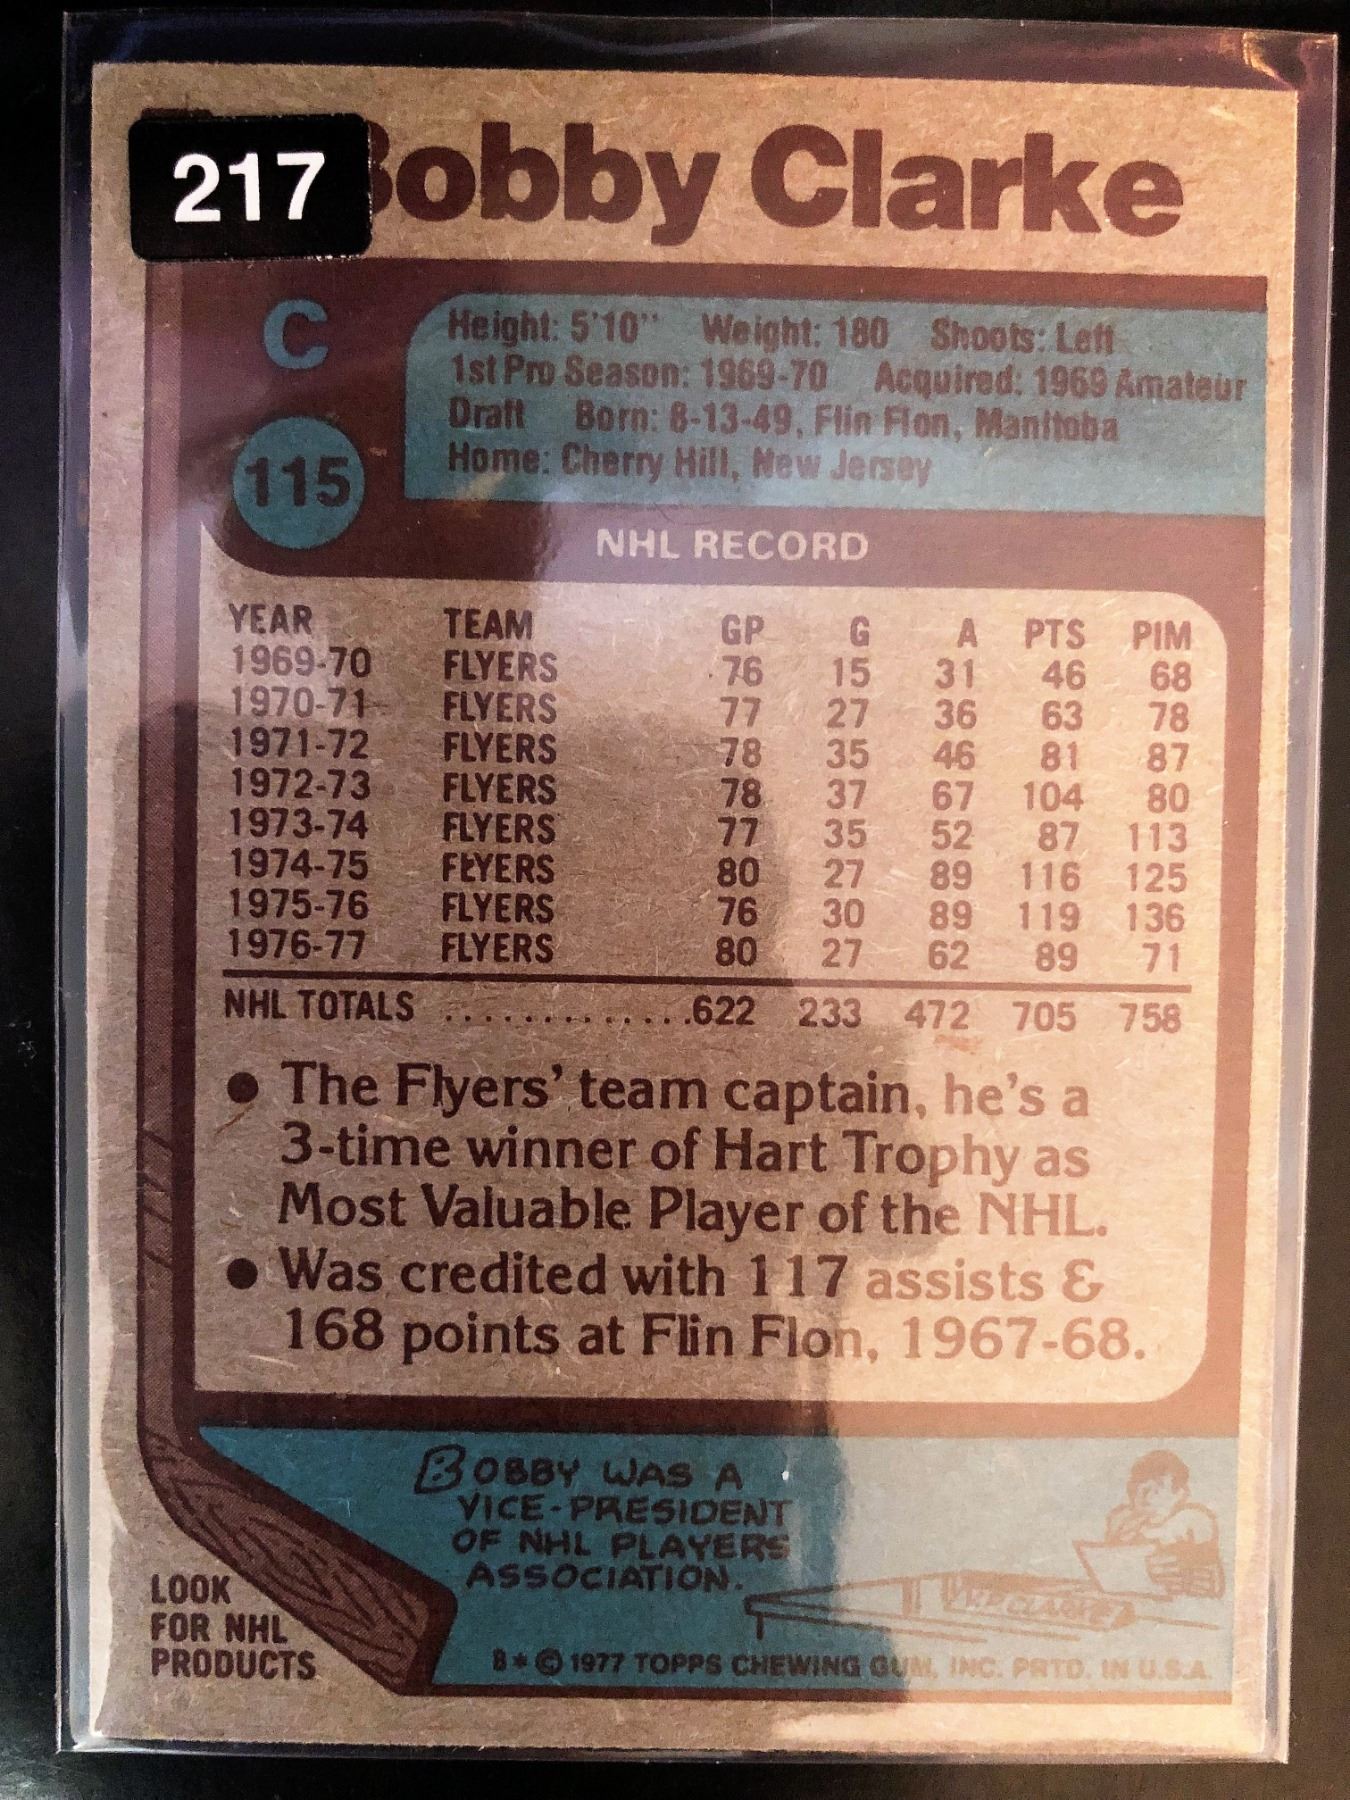 217
Bobby Clarke
C
115
Height: 5'10'' Weight: 180 Shoots: Left
1st Pro Season: 1969-70 Acquired: 1969 Amateur
Draft Born: 8-13-49, Flin Flon, Manitoba
Home: Cherry Hill, New Jersey
NHL RECORD
YEAR TEAM GP G A PTS PIM
1969-70 FLYERS 76 15 31 46 68
1970-71 FLYERS 77 27 36 63 78
1971-72 FLYERS 78 35 46 81 87
1972-73 FLYERS 78 37 67 104 80
1973-74 FLYERS 77 35 52 87 113
1974-75 FLYERS 80 27 89 116 125
1975-76 FLYERS 76 30 89 119 136
1976-77 FLYERS 80 27 62 89 71
NHL TOTALS .............622 233 472 705 758
● The Flyers' team captain, he's a
3-time winner of Hart Trophy as
Most Valuable Player of the NHL.
● Was credited with 117 assists &
168 points at Flin Flon, 1967-68.
BOBBY WAS A
VICE-PRESIDENT
OF NHL PLAYERS
ASSOCIATION.
V.P. CLARKE
LOOK
FOR NHL
PRODUCTS
B * © 1977 TOPPS CHEWING GUM, INC. PRTD. IN U.S.A.